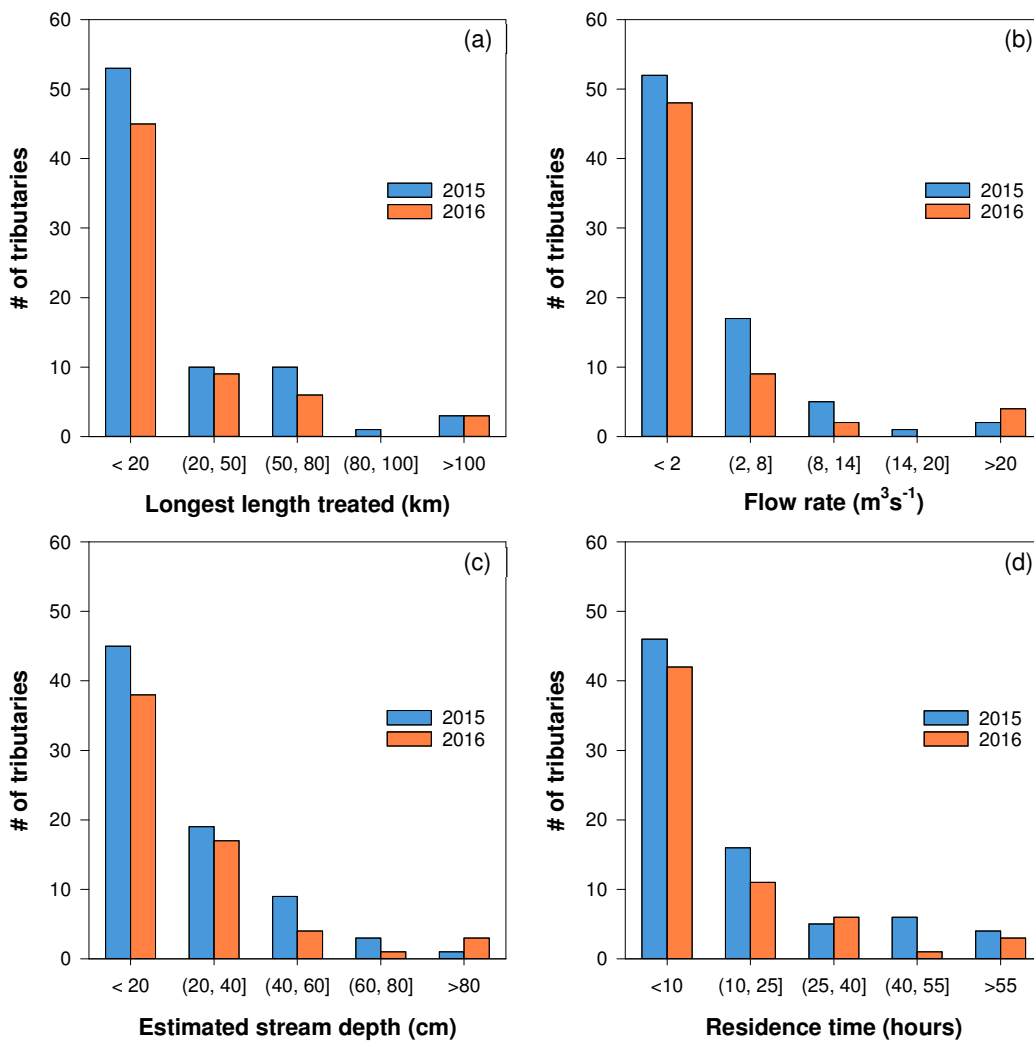 (a)
60
50
40
30
20
10
0
# of tributaries
2015
2016
< 20 (20, 50] (50, 80] (80, 100] >100
Longest length treated (km)
(b)
60
50
40
30
20
10
0
# of tributaries
2015
2016
< 2 (2, 8] (8, 14] (14, 20] >20
Flow rate (m³s⁻¹)
(c)
60
50
40
30
20
10
0
# of tributaries
2015
2016
< 20 (20, 40] (40, 60] (60, 80] >80
Estimated stream depth (cm)
(d)
60
50
40
30
20
10
0
# of tributaries
2015
2016
<10 (10, 25] (25, 40] (40, 55] >55
Residence time (hours)